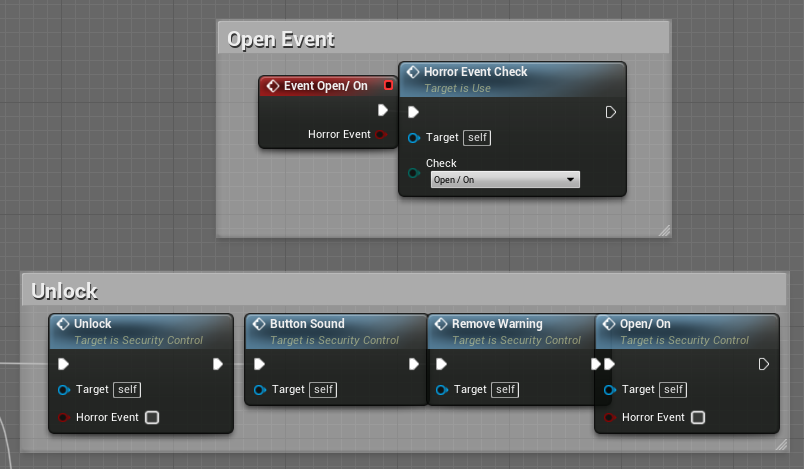 Open Event
Event Open/ On
Horror Event
Horror Event Check
Target is Use
Target self
Check
Open / On
Unlock
Unlock
Target is Security Control
Target self
Horror Event
Button Sound
Target is Security Control
Target self
Remove Warning
Target is Security Control
Target self
Open/ On
Target is Security Control
Target self
Horror Event